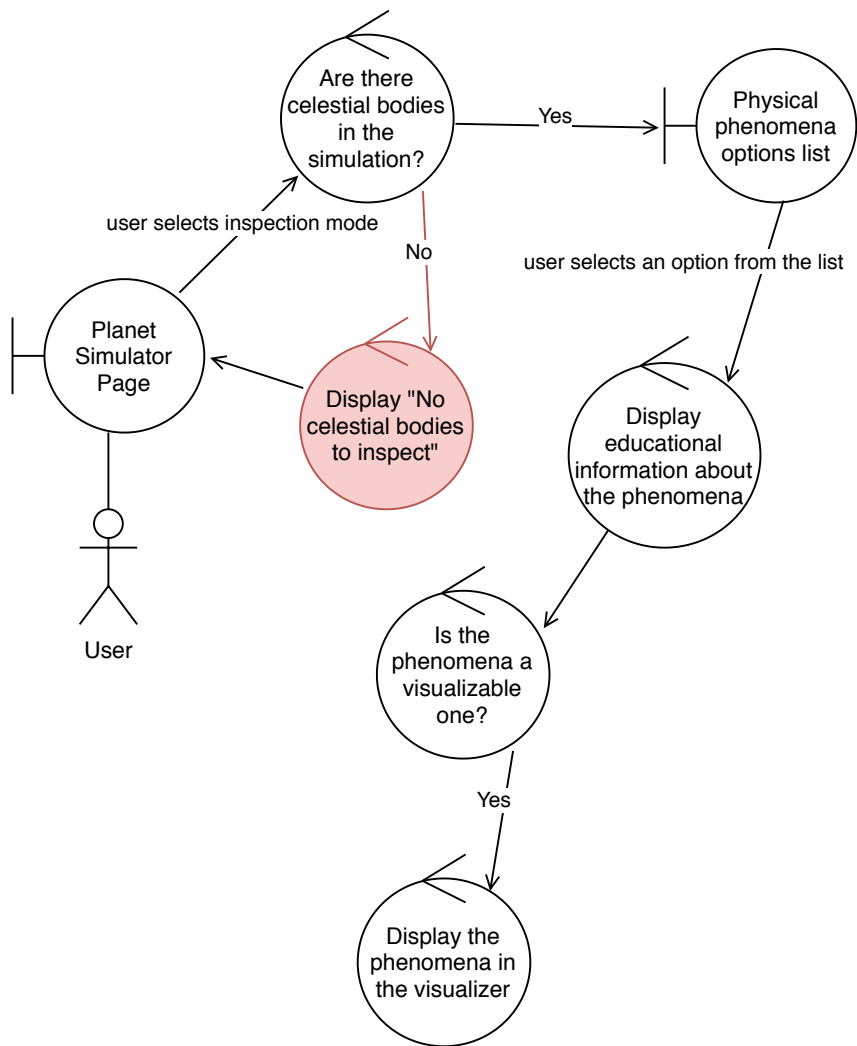 Are there
celestial bodies
in the
simulation?
Yes
Physical
phenomena
options list
user selects inspection mode
No
user selects an option from the list
Planet
Simulator
Page
Display "No
celestial bodies
to inspect"
Display
educational
information about
the phenomena
User
Is the
phenomena a
visualizable
one?
Yes
Display the
phenomena in
the visualizer